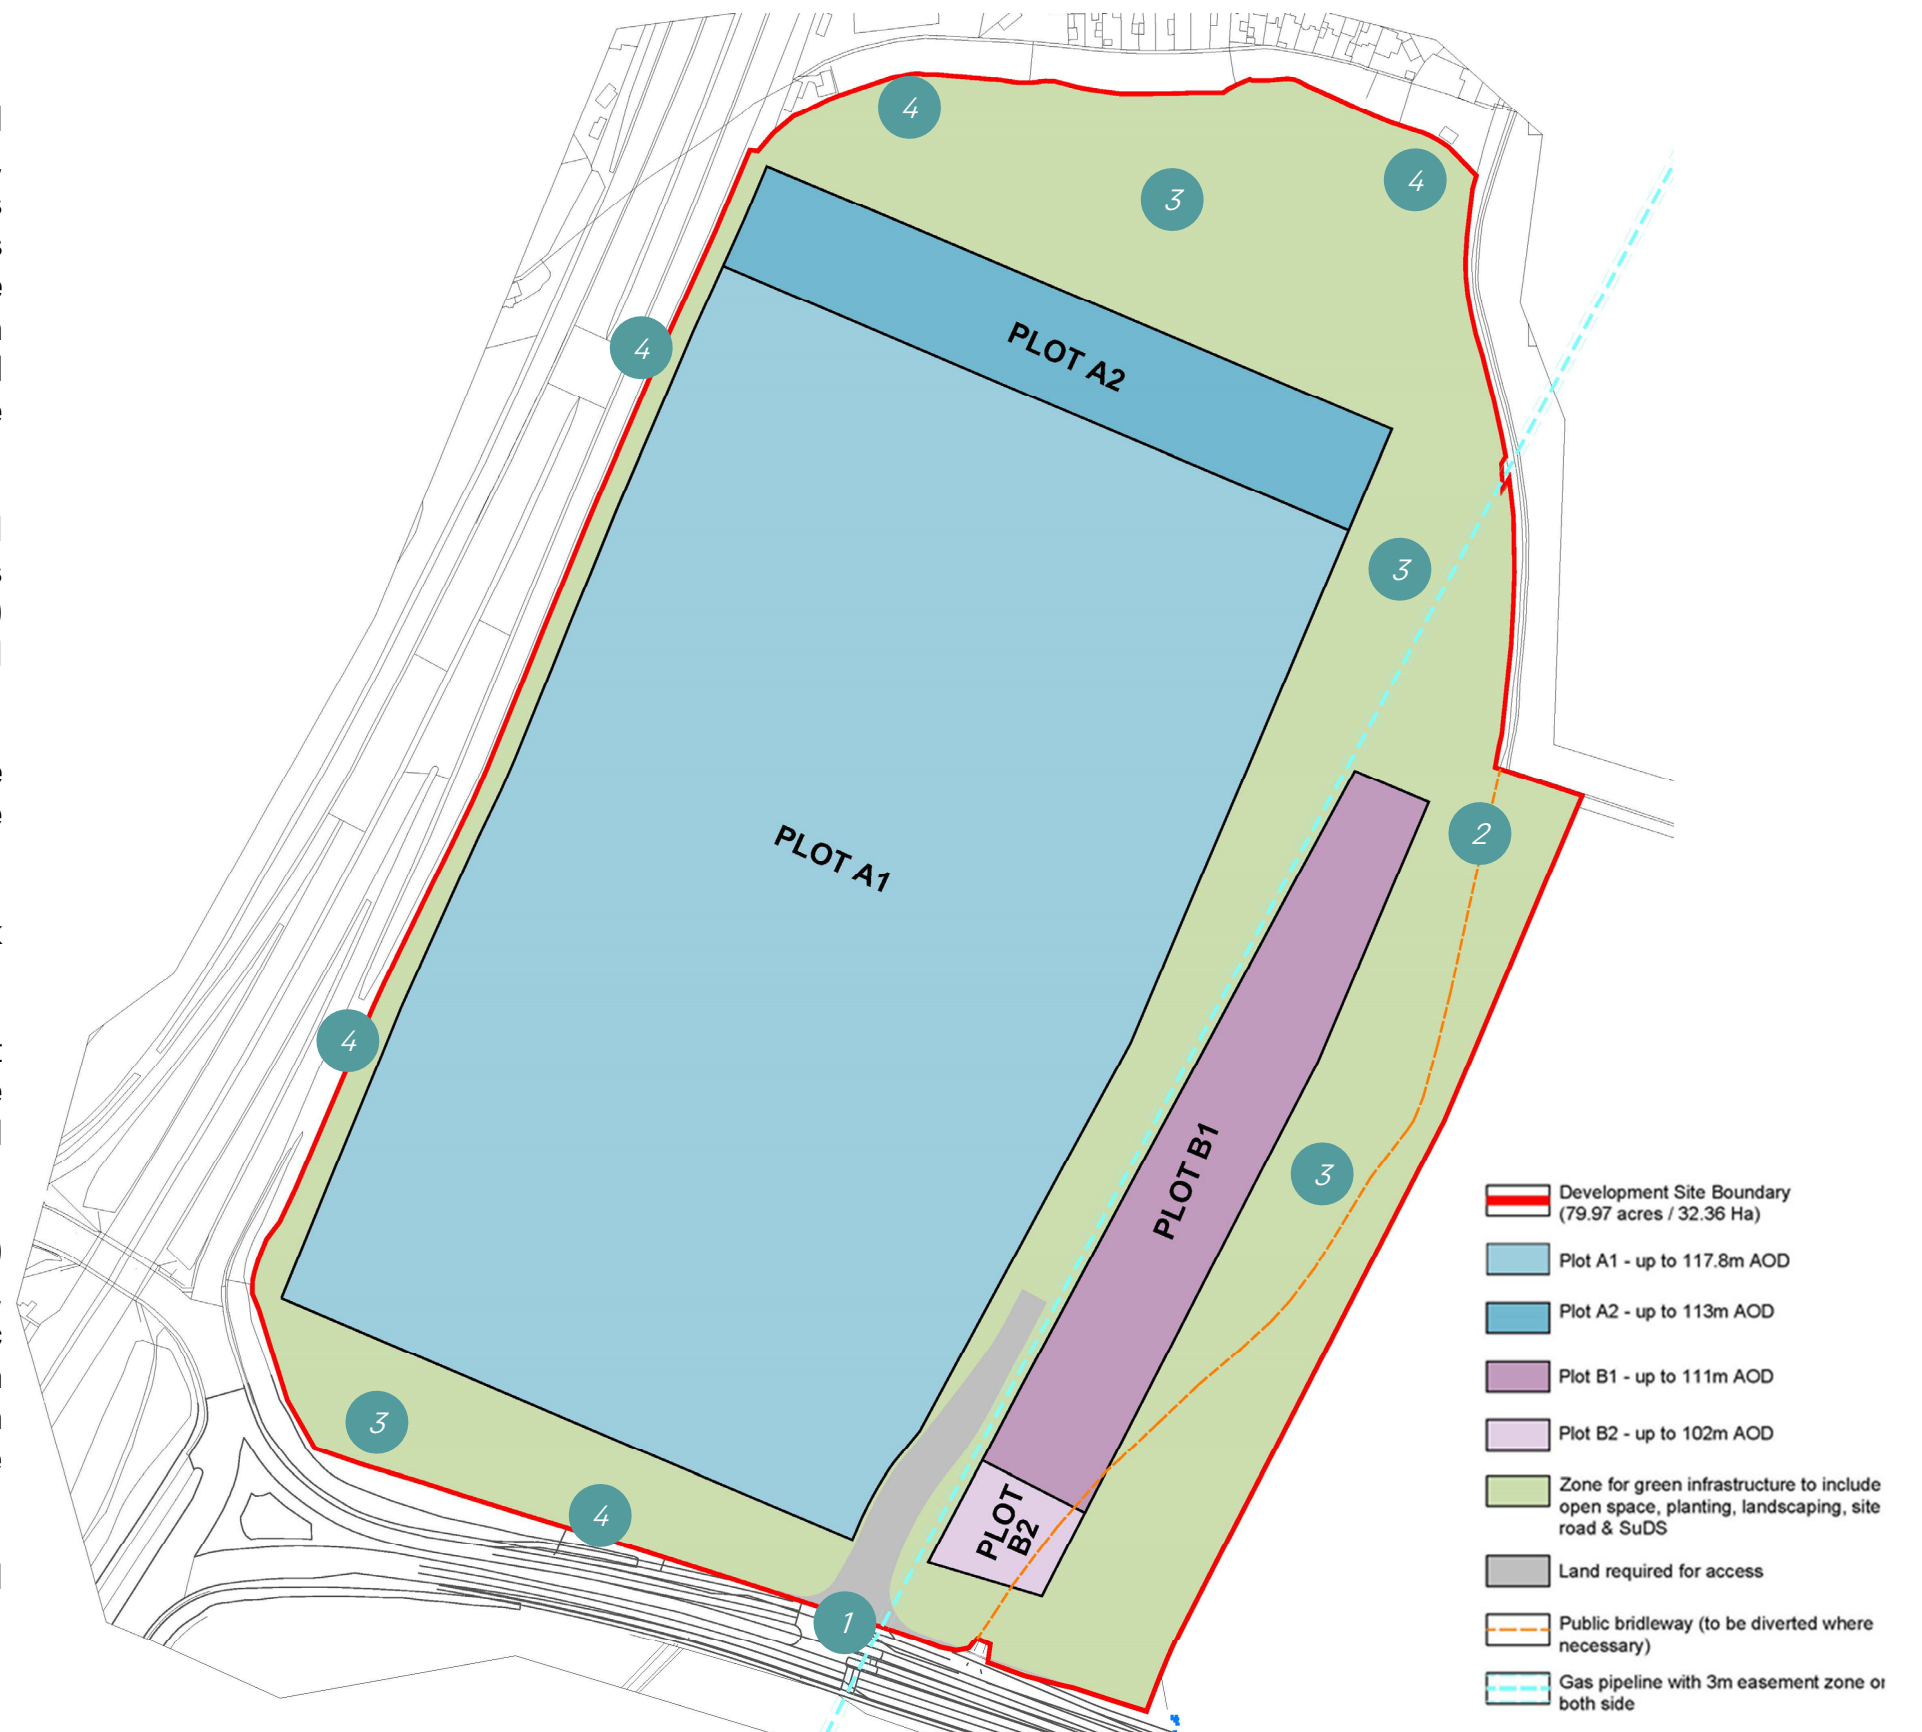 4
4
3
4
PLOT A2
3
2
PLOT A1
4
PLOT B1
3
3
4
PLOT
B2
1
Development Site Boundary
(79.97 acres / 32.36 Ha)
Plot A1 - up to 117.8m AOD
Plot A2 - up to 113m AOD
Plot B1 - up to 111m AOD
Plot B2 - up to 102m AOD
Zone for green infrastructure to include
open space, planting, landscaping, site
road & SuDS
Land required for access
Public bridleway (to be diverted where
necessary)
Gas pipeline with 3m easement zone on
both side